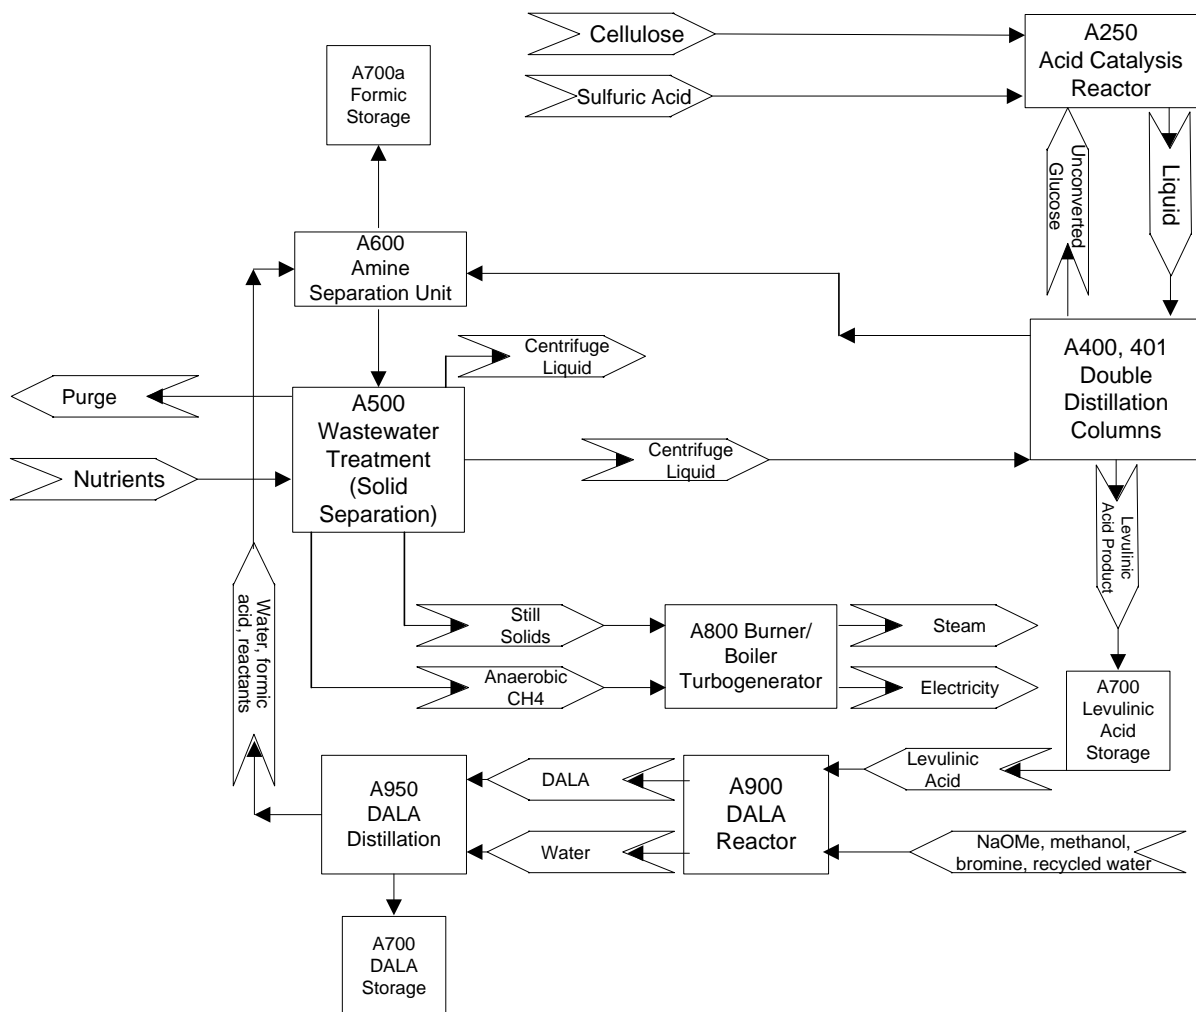 Cellulose
A250
Acid Catalysis
Reactor
A700a
Formic
Storage
Sulfuric Acid
Unconverted
Glucose
Liquid
A600
Amine
Separation Unit
Centrifuge
Liquid
A400, 401
Double
Distillation
Columns
Purge
A500
Wastewater
Treatment
(Solid
Separation)
Centrifuge
Liquid
Nutrients
Levulinic
Acid Product
Water, formic
acid, reactants
Still
Solids
A800 Burner/
Boiler
Turbogenerator
Steam
Anaerobic
CH4
Electricity
A700
Levulinic
Acid
Storage
A950
DALA
Distillation
DALA
A900
DALA
Reactor
Levulinic
Acid
Water
NaOMe, methanol,
bromine, recycled water
A700
DALA
Storage